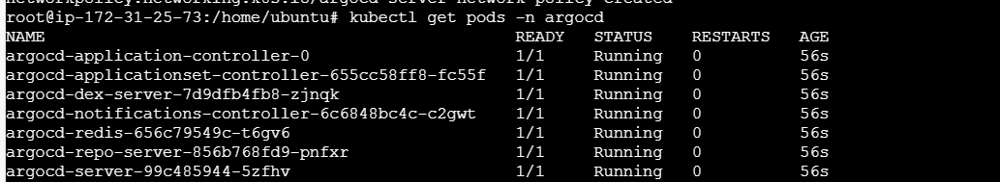 networkpolicy.networking.k8s.io/argocd-server-network-policy created
root@ip-172-31-25-73:/home/ubuntu# kubectl get pods -n argocd
NAME READY STATUS RESTARTS AGE
argocd-application-controller-0 1/1 Running 0 56s
argocd-applicationset-controller-655cc58ff8-fc55f 1/1 Running 0 56s
argocd-dex-server-7d9dfb4fb8-zjnqk 1/1 Running 0 56s
argocd-notifications-controller-6c6848bc4c-c2gwt 1/1 Running 0 56s
argocd-redis-656c79549c-t6gv6 1/1 Running 0 56s
argocd-repo-server-856b768fd9-pnfxr 1/1 Running 0 56s
argocd-server-99c485944-5zfhv 1/1 Running 0 56s